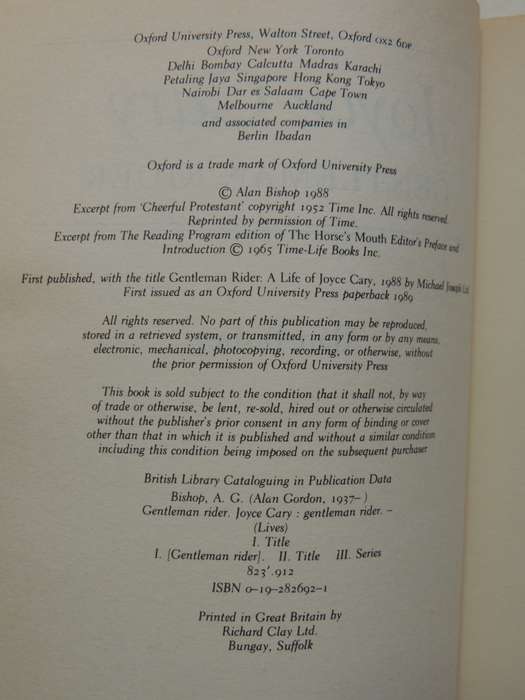 Oxford University Press, Walton Street, Oxford OX2 6DP
Oxford New York Toronto
Delhi Bombay Calcutta Madras Karachi
Petaling Jaya Singapore Hong Kong Tokyo
Nairobi Dar es Salaam Cape Town
Melbourne Auckland
and associated companies in
Berlin Ibadan
Oxford is a trade mark of Oxford University Press
© Alan Bishop 1988
Excerpt from 'Cheerful Protestant' copyright 1952 Time Inc. All rights reserved.
Reprinted by permission of Time.
Excerpt from The Reading Program edition of The Horse's Mouth Editor's Preface and
Introduction © 1965 Time-Life Books Inc.
First published, with the title Gentleman Rider: A Life of Joyce Cary, 1988 by Michael Joseph Ltd.
First issued as an Oxford University Press paperback 1989
All rights reserved. No part of this publication may be reproduced,
stored in a retrieved system, or transmitted, in any form or by any means,
electronic, mechanical, photocopying, recording, or otherwise, without
the prior permission of Oxford University Press
This book is sold subject to the condition that it shall not, by way
of trade or otherwise, be lent, re-sold, hired out or otherwise circulated
without the publisher's prior consent in any form of binding or cover
other than that in which it is published and without a similar condition
including this condition being imposed on the subsequent purchaser
British Library Cataloguing in Publication Data
Bishop, A. G. (Alan Gordon, 1937– )
Gentleman rider. Joyce Cary : gentleman rider. –
(Lives)
I. Title
I. [Gentleman rider]. II. Title III. Series
823'.912
ISBN 0–19–282692–1
Printed in Great Britain by
Richard Clay Ltd.
Bungay, Suffolk